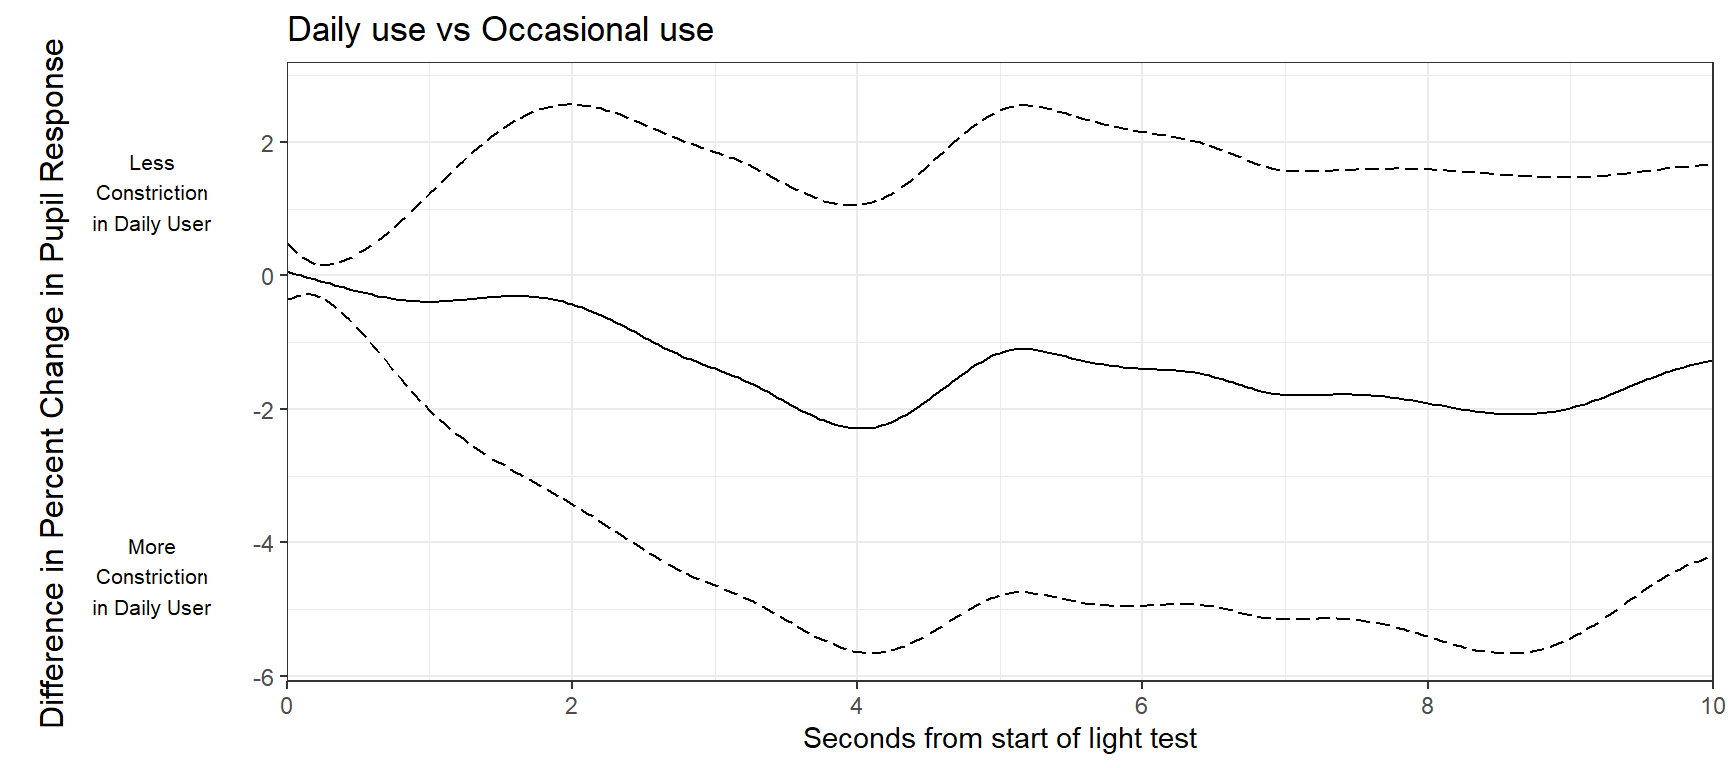 Daily use vs Occasional use
Difference in Percent Change in Pupil Response
Less
Constriction
in Daily User
More
Constriction
in Daily User
2
0
-2
-4
-6
0 2 4 6 8 10
Seconds from start of light test